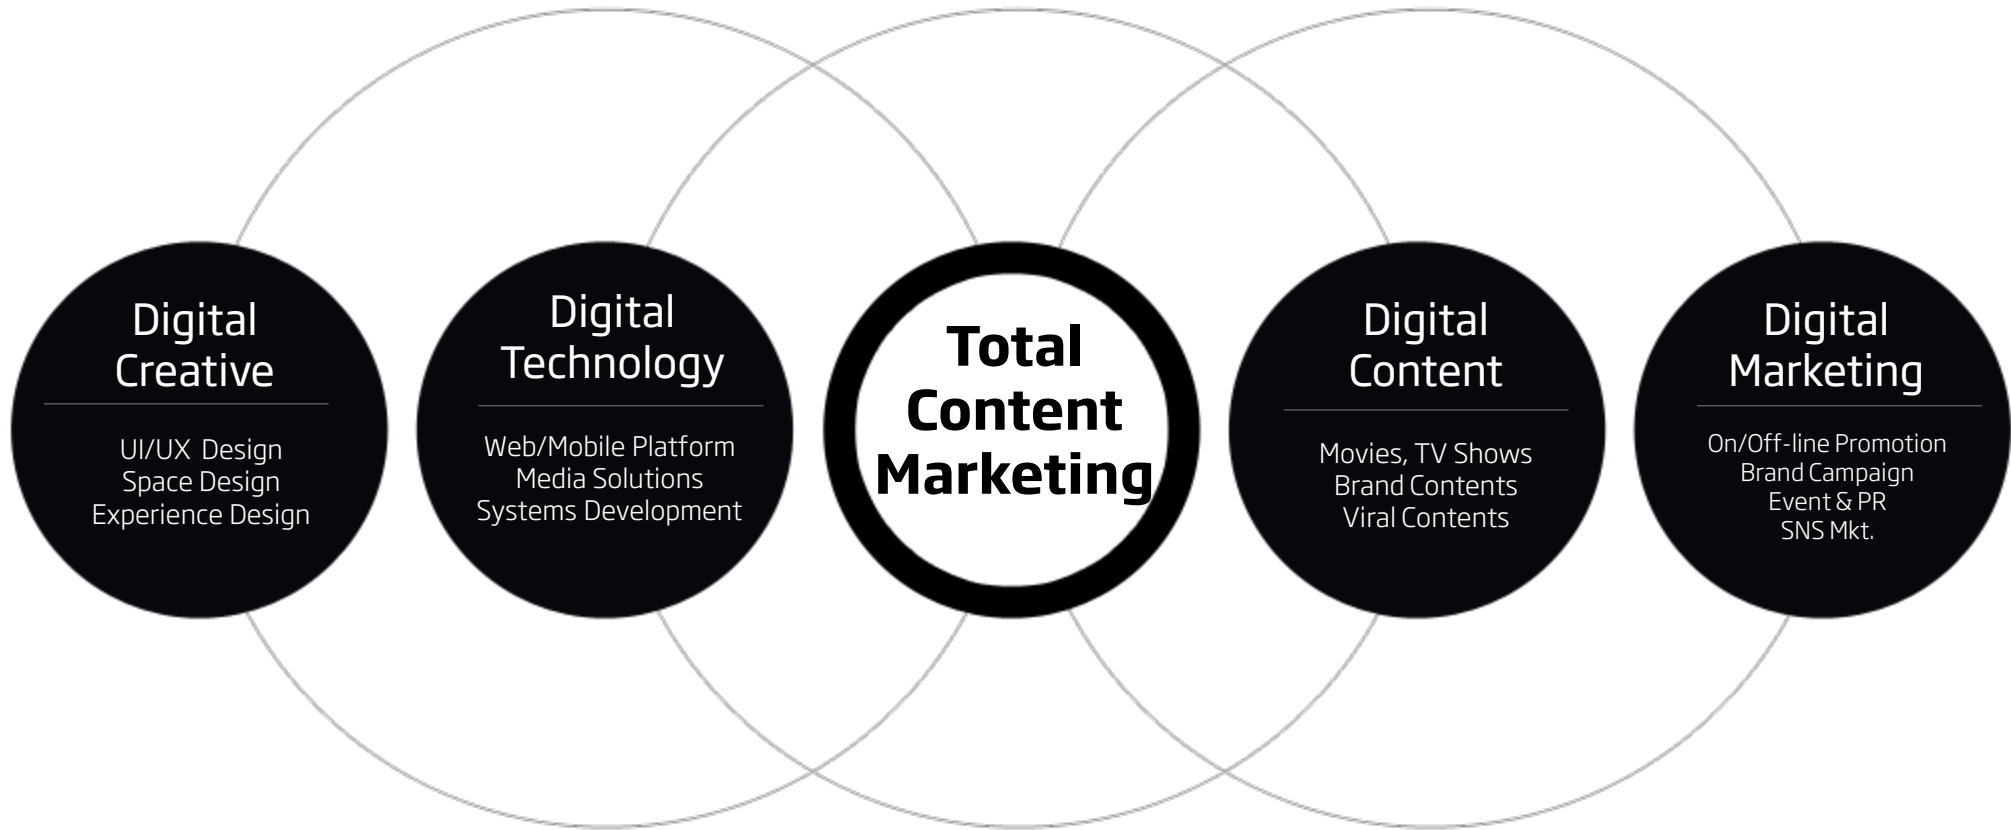 Digital
Creative
UI/UX Design
Space Design
Experience Design
Digital
Technology
Web/Mobile Platform
Media Solutions
Systems Development
Total
Content
Marketing
Digital
Content
Movies, TV Shows
Brand Contents
Viral Contents
Digital
Marketing
On/Off-line Promotion
Brand Campaign
Event & PR
SNS Mkt.